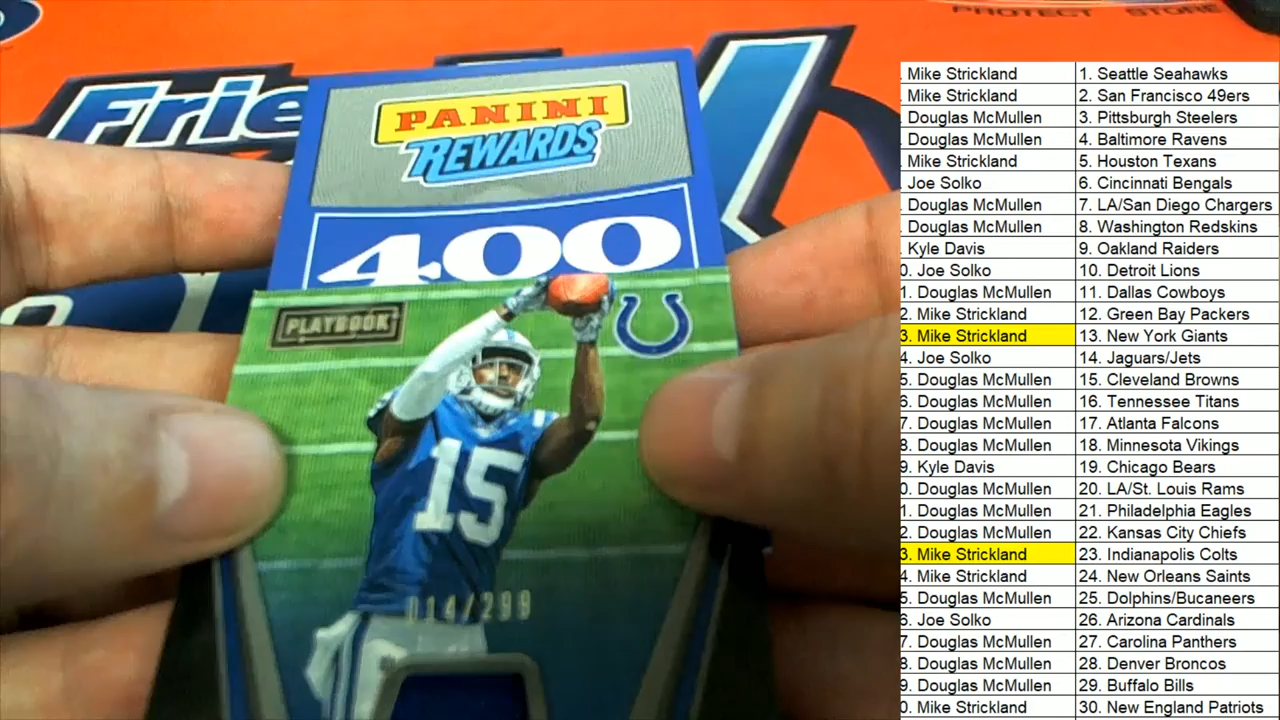 PROTECT STORE
Frie
PANINI
REWARDS
400
PLAYBOOK
15
014/299
. Mike Strickland 1. Seattle Seahawks
. Mike Strickland 2. San Francisco 49ers
. Douglas McMullen 3. Pittsburgh Steelers
. Douglas McMullen 4. Baltimore Ravens
. Mike Strickland 5. Houston Texans
. Joe Solko 6. Cincinnati Bengals
. Douglas McMullen 7. LA/San Diego Chargers
. Douglas McMullen 8. Washington Redskins
. Kyle Davis 9. Oakland Raiders
0. Joe Solko 10. Detroit Lions
1. Douglas McMullen 11. Dallas Cowboys
2. Mike Strickland 12. Green Bay Packers
3. Mike Strickland 13. New York Giants
4. Joe Solko 14. Jaguars/Jets
5. Douglas McMullen 15. Cleveland Browns
6. Douglas McMullen 16. Tennessee Titans
7. Douglas McMullen 17. Atlanta Falcons
8. Douglas McMullen 18. Minnesota Vikings
9. Kyle Davis 19. Chicago Bears
0. Douglas McMullen 20. LA/St. Louis Rams
1. Douglas McMullen 21. Philadelphia Eagles
2. Douglas McMullen 22. Kansas City Chiefs
3. Mike Strickland 23. Indianapolis Colts
4. Mike Strickland 24. New Orleans Saints
5. Douglas McMullen 25. Dolphins/Bucaneers
6. Joe Solko 26. Arizona Cardinals
7. Douglas McMullen 27. Carolina Panthers
8. Douglas McMullen 28. Denver Broncos
9. Douglas McMullen 29. Buffalo Bills
0. Mike Strickland 30. New England Patriots